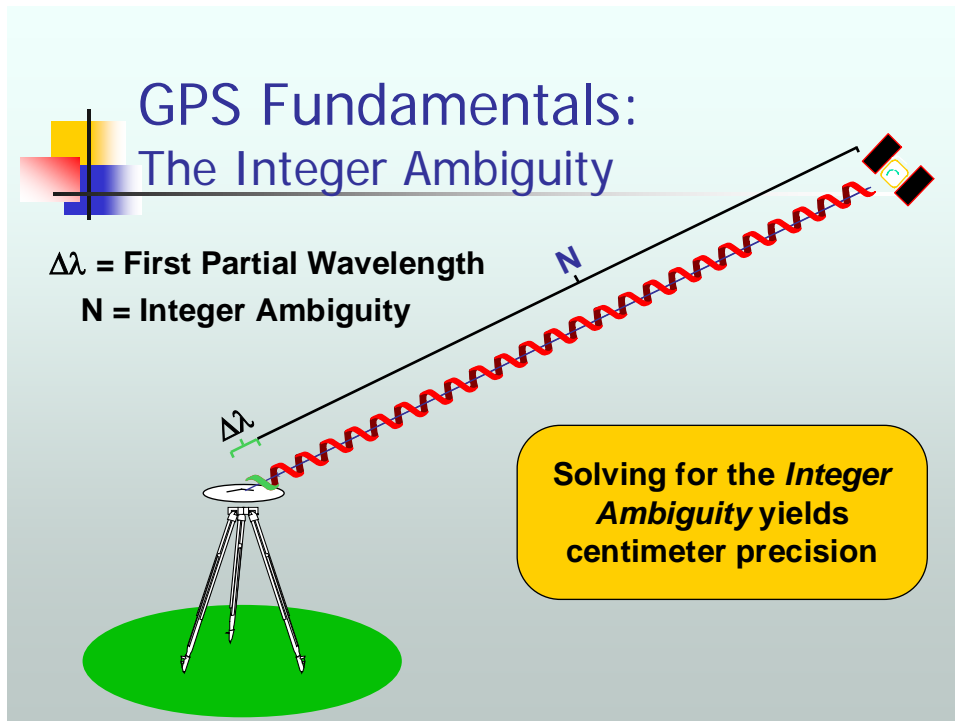 GPS Fundamentals:
The Integer Ambiguity
Δλ = First Partial Wavelength
N = Integer Ambiguity
N
Δλ
Solving for the Integer
Ambiguity yields
centimeter precision